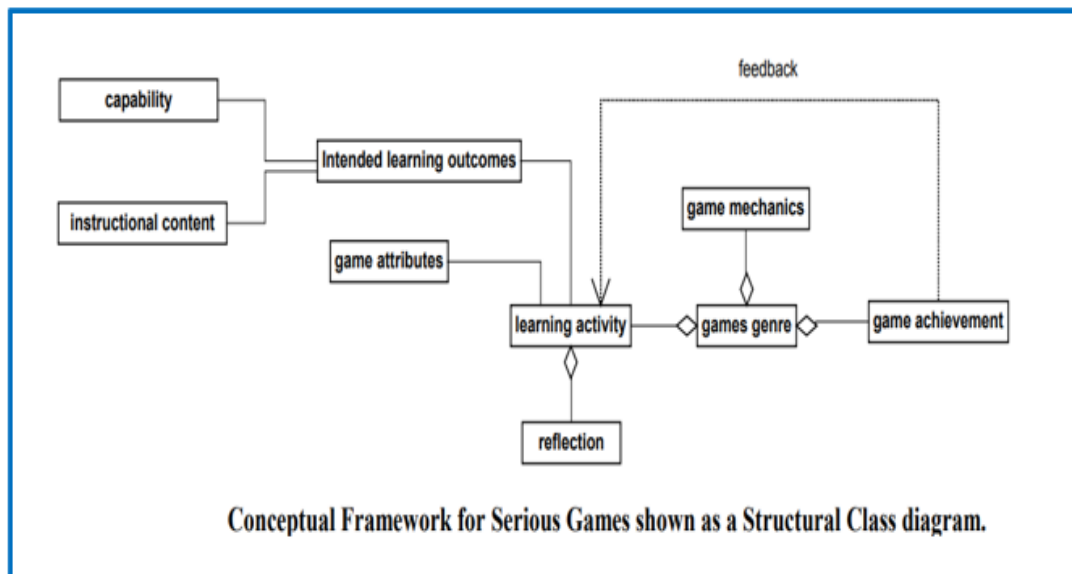 feedback
capability
Intended learning outcomes
instructional content
game mechanics
game attributes
learning activity
games genre
game achievement
reflection
Conceptual Framework for Serious Games shown as a Structural Class diagram.